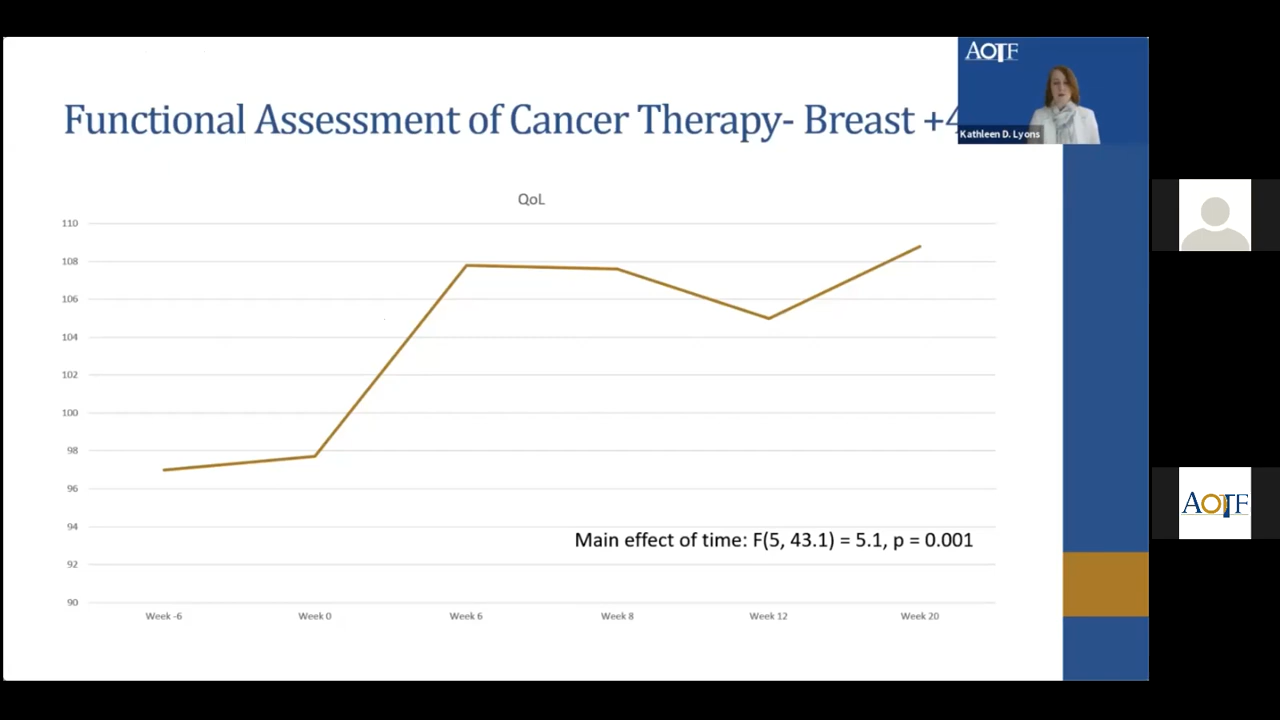 AOTF
Functional Assessment of Cancer Therapy- Breast +4
Kathleen D. Lyons
QoL
110
108
106
104
102
100
98
96
94
92
90
Main effect of time: F(5, 43.1) = 5.1, p = 0.001
Week -6 Week 0 Week 6 Week 8 Week 12 Week 20
AOTF